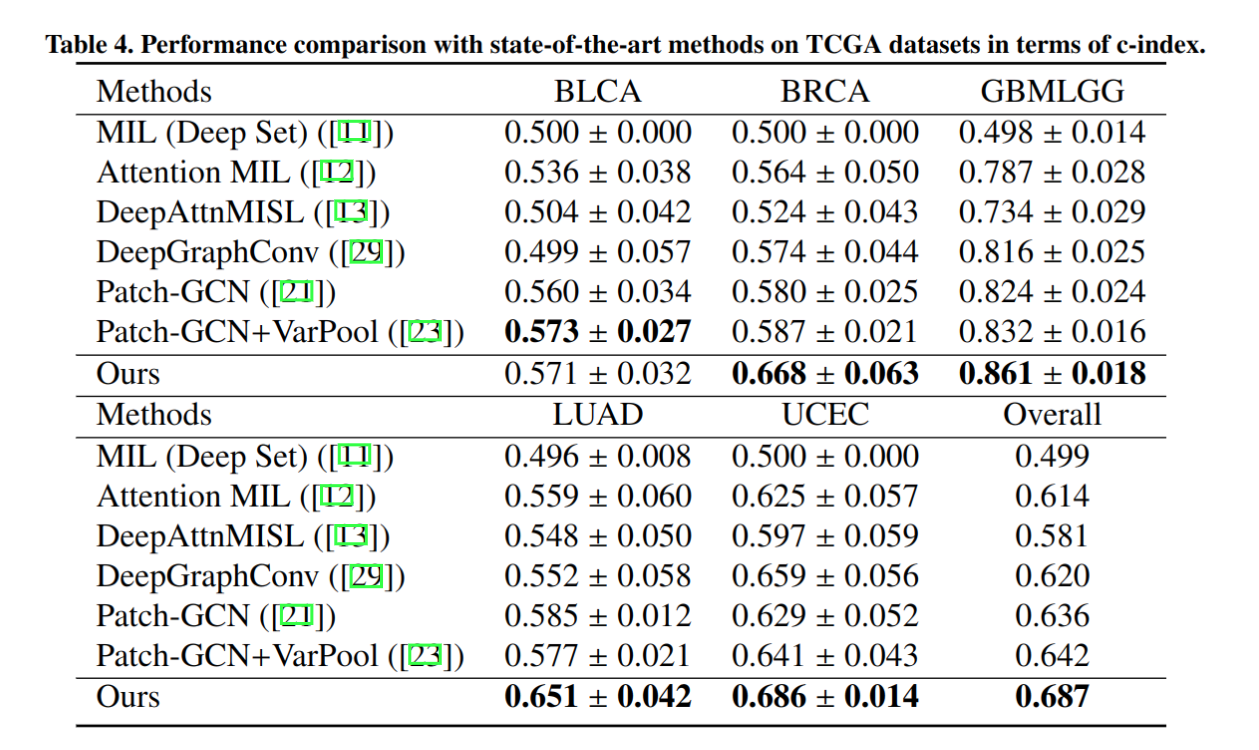 Table 4. Performance comparison with state-of-the-art methods on TCGA datasets in terms of c-index.
Methods BLCA BRCA GBMLGG
MIL (Deep Set) ([11]) 0.500 ± 0.000 0.500 ± 0.000 0.498 ± 0.014
Attention MIL ([12]) 0.536 ± 0.038 0.564 ± 0.050 0.787 ± 0.028
DeepAttnMISL ([13]) 0.504 ± 0.042 0.524 ± 0.043 0.734 ± 0.029
DeepGraphConv ([29]) 0.499 ± 0.057 0.574 ± 0.044 0.816 ± 0.025
Patch-GCN ([21]) 0.560 ± 0.034 0.580 ± 0.025 0.824 ± 0.024
Patch-GCN+VarPool ([23]) 0.573 ± 0.027 0.587 ± 0.021 0.832 ± 0.016
Ours 0.571 ± 0.032 0.668 ± 0.063 0.861 ± 0.018
Methods LUAD UCEC Overall
MIL (Deep Set) ([11]) 0.496 ± 0.008 0.500 ± 0.000 0.499
Attention MIL ([12]) 0.559 ± 0.060 0.625 ± 0.057 0.614
DeepAttnMISL ([13]) 0.548 ± 0.050 0.597 ± 0.059 0.581
DeepGraphConv ([29]) 0.552 ± 0.058 0.659 ± 0.056 0.620
Patch-GCN ([21]) 0.585 ± 0.012 0.629 ± 0.052 0.636
Patch-GCN+VarPool ([23]) 0.577 ± 0.021 0.641 ± 0.043 0.642
Ours 0.651 ± 0.042 0.686 ± 0.014 0.687